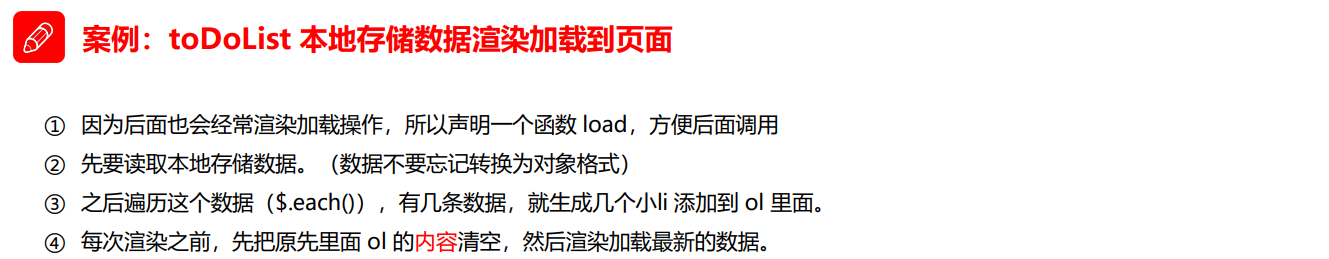 案例：toDoList 本地存储数据渲染加载到页面
① 因为后面也会经常渲染加载操作，所以声明一个函数 load，方便后面调用
② 先要读取本地存储数据。（数据不要忘记转换为对象格式）
③ 之后遍历这个数据（$.each()），有几条数据，就生成几个小li 添加到 ol 里面。
④ 每次渲染之前，先把原先里面 ol 的内容清空，然后渲染加载最新的数据。